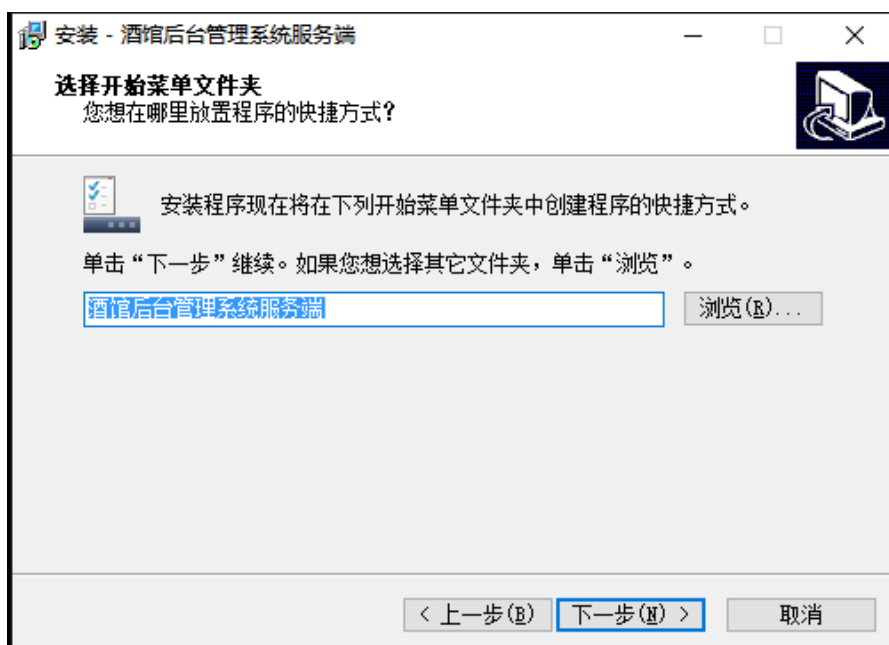 安装 - 酒馆后台管理系统服务端
选择开始菜单文件夹
您想在哪里放置程序的快捷方式?
安装程序现在将在下列开始菜单文件夹中创建程序的快捷方式。
单击“下一步”继续。如果您想选择其它文件夹，单击“浏览”。
酒馆后台管理系统服务端
浏览(R)...
< 上一步(B)
下一步(N) >
取消